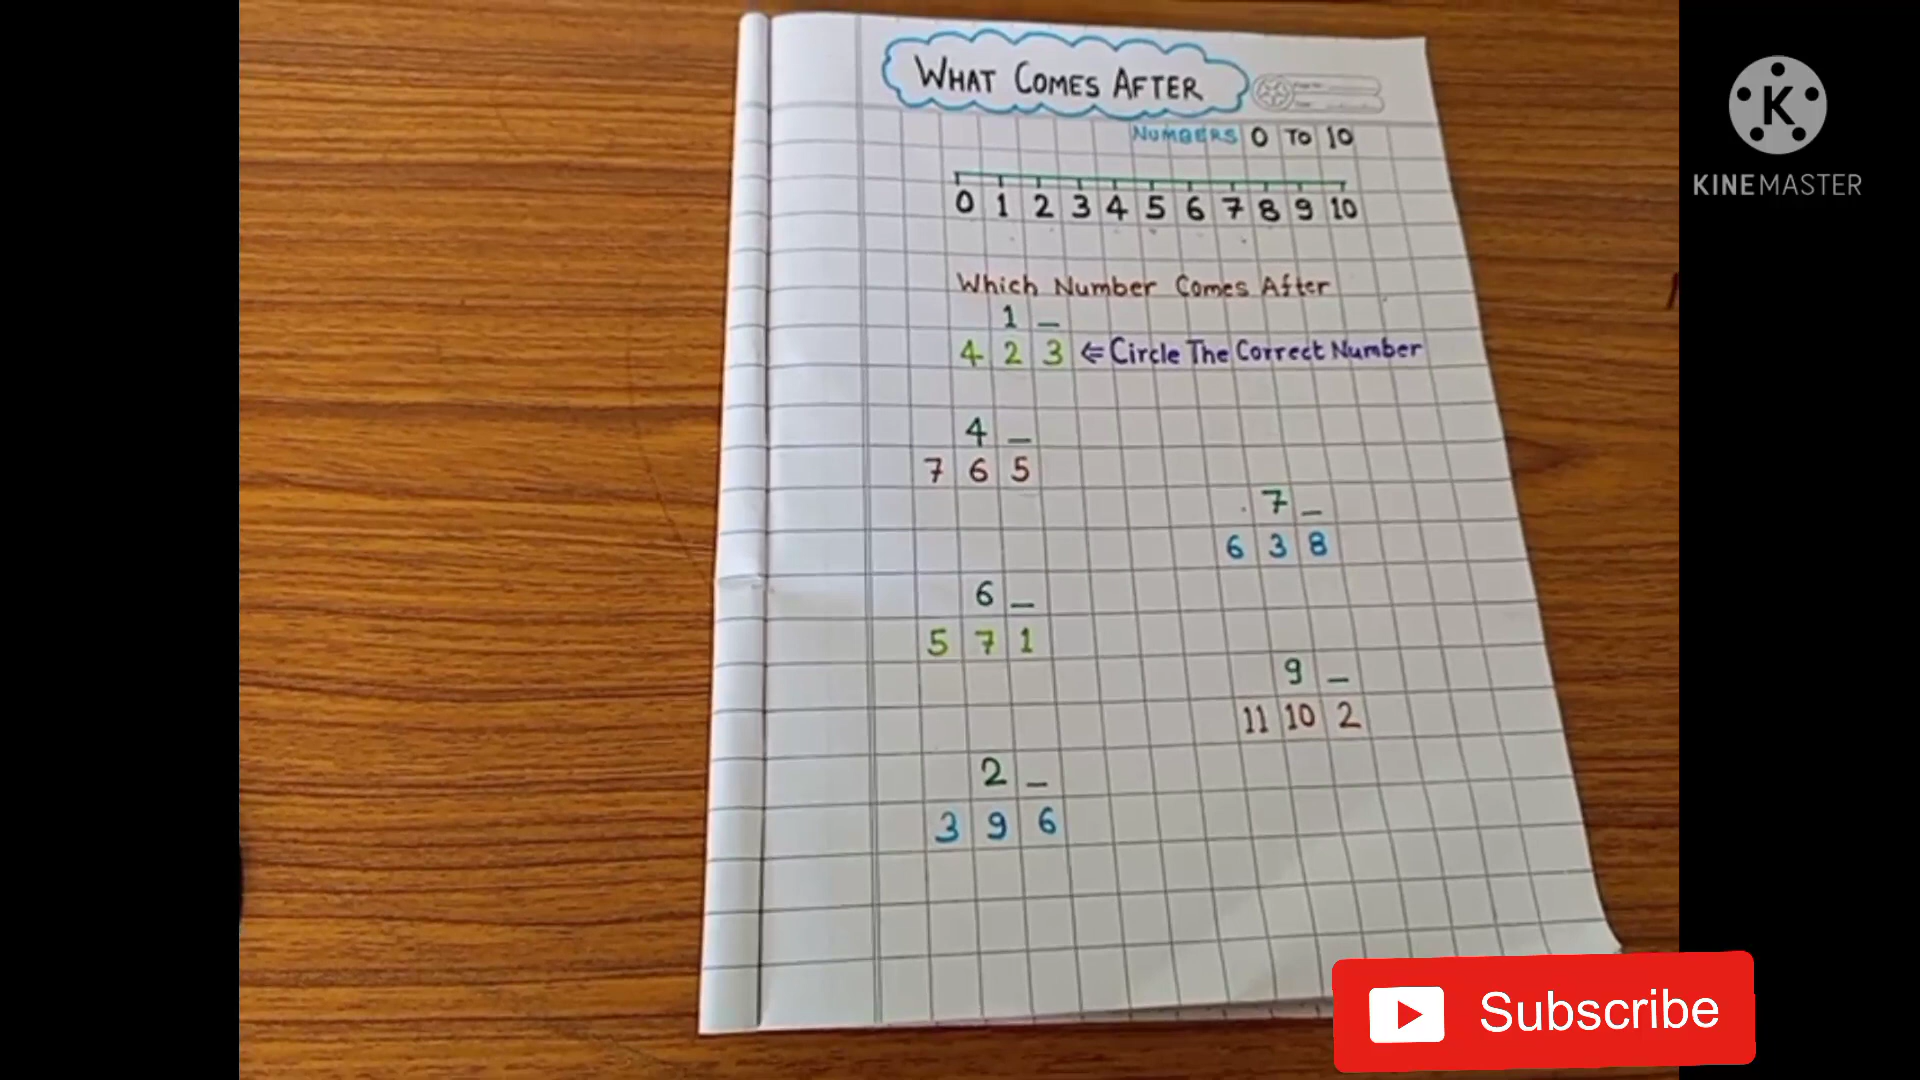 WHAT COMES AFTER
NUMBERS 0 TO 10
0 1 2 3 4 5 6 7 8 9 10
Which Number Comes After
1 _
4 2 3 ⇐ Circle The Correct Number
4 _
7 6 5
7 _
6 3 8
6 _
5 7 1
9 _
11 10 2
2 _
3 9 6
K
KINEMASTER
Subscribe